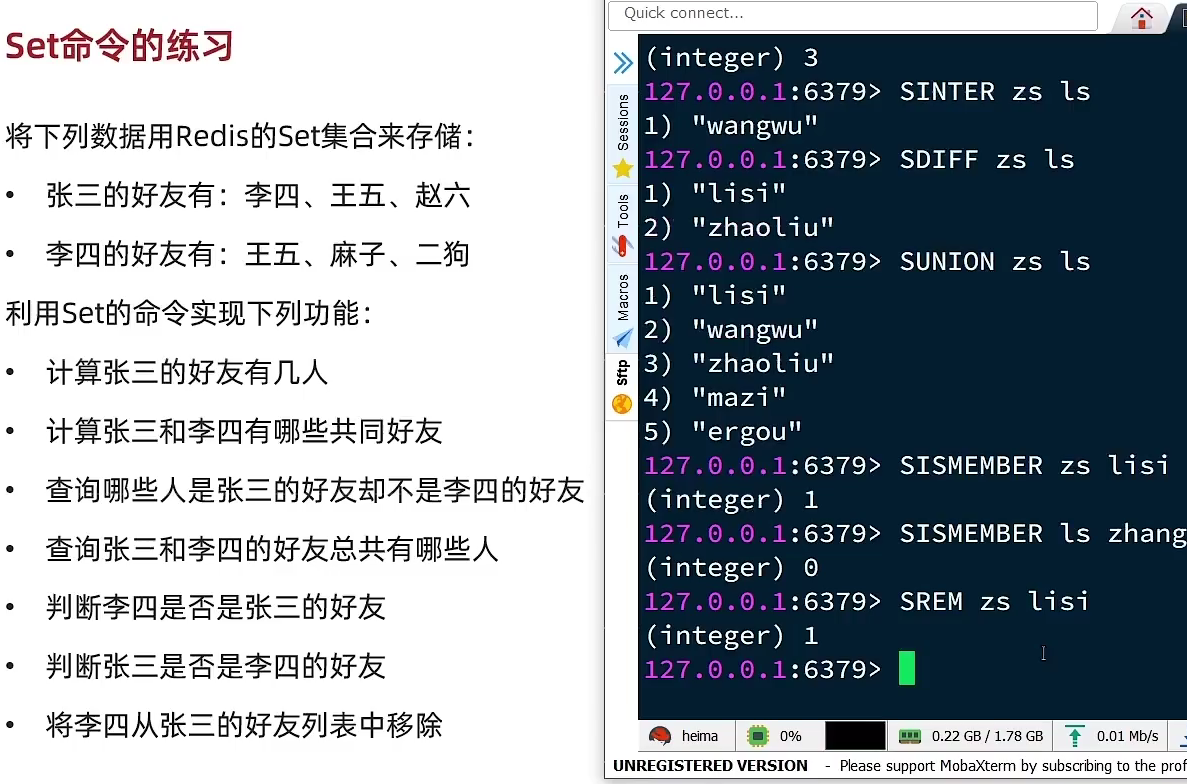 Set命令的练习
将下列数据用Redis的Set集合来存储：
• 张三的好友有：李四、王五、赵六
• 李四的好友有：王五、麻子、二狗
利用Set的命令实现下列功能：
• 计算张三的好友有几人
• 计算张三和李四有哪些共同好友
• 查询哪些人是张三的好友却不是李四的好友
• 查询张三和李四的好友总共有哪些人
• 判断李四是否是张三的好友
• 判断张三是否是李四的好友
• 将李四从张三的好友列表中移除
Quick connect...
Sessions
Tools
Macros
Sftp
(integer) 3
127.0.0.1:6379> SINTER zs ls
1) "wangwu"
127.0.0.1:6379> SDIFF zs ls
1) "lisi"
2) "zhaoliu"
127.0.0.1:6379> SUNION zs ls
1) "lisi"
2) "wangwu"
3) "zhaoliu"
4) "mazi"
5) "ergou"
127.0.0.1:6379> SISMEMBER zs lisi
(integer) 1
127.0.0.1:6379> SISMEMBER ls zhang
(integer) 0
127.0.0.1:6379> SREM zs lisi
(integer) 1
127.0.0.1:6379>
heima 0% 0.22 GB / 1.78 GB 0.01 Mb/s
UNREGISTERED VERSION - Please support MobaXterm by subscribing to the prof